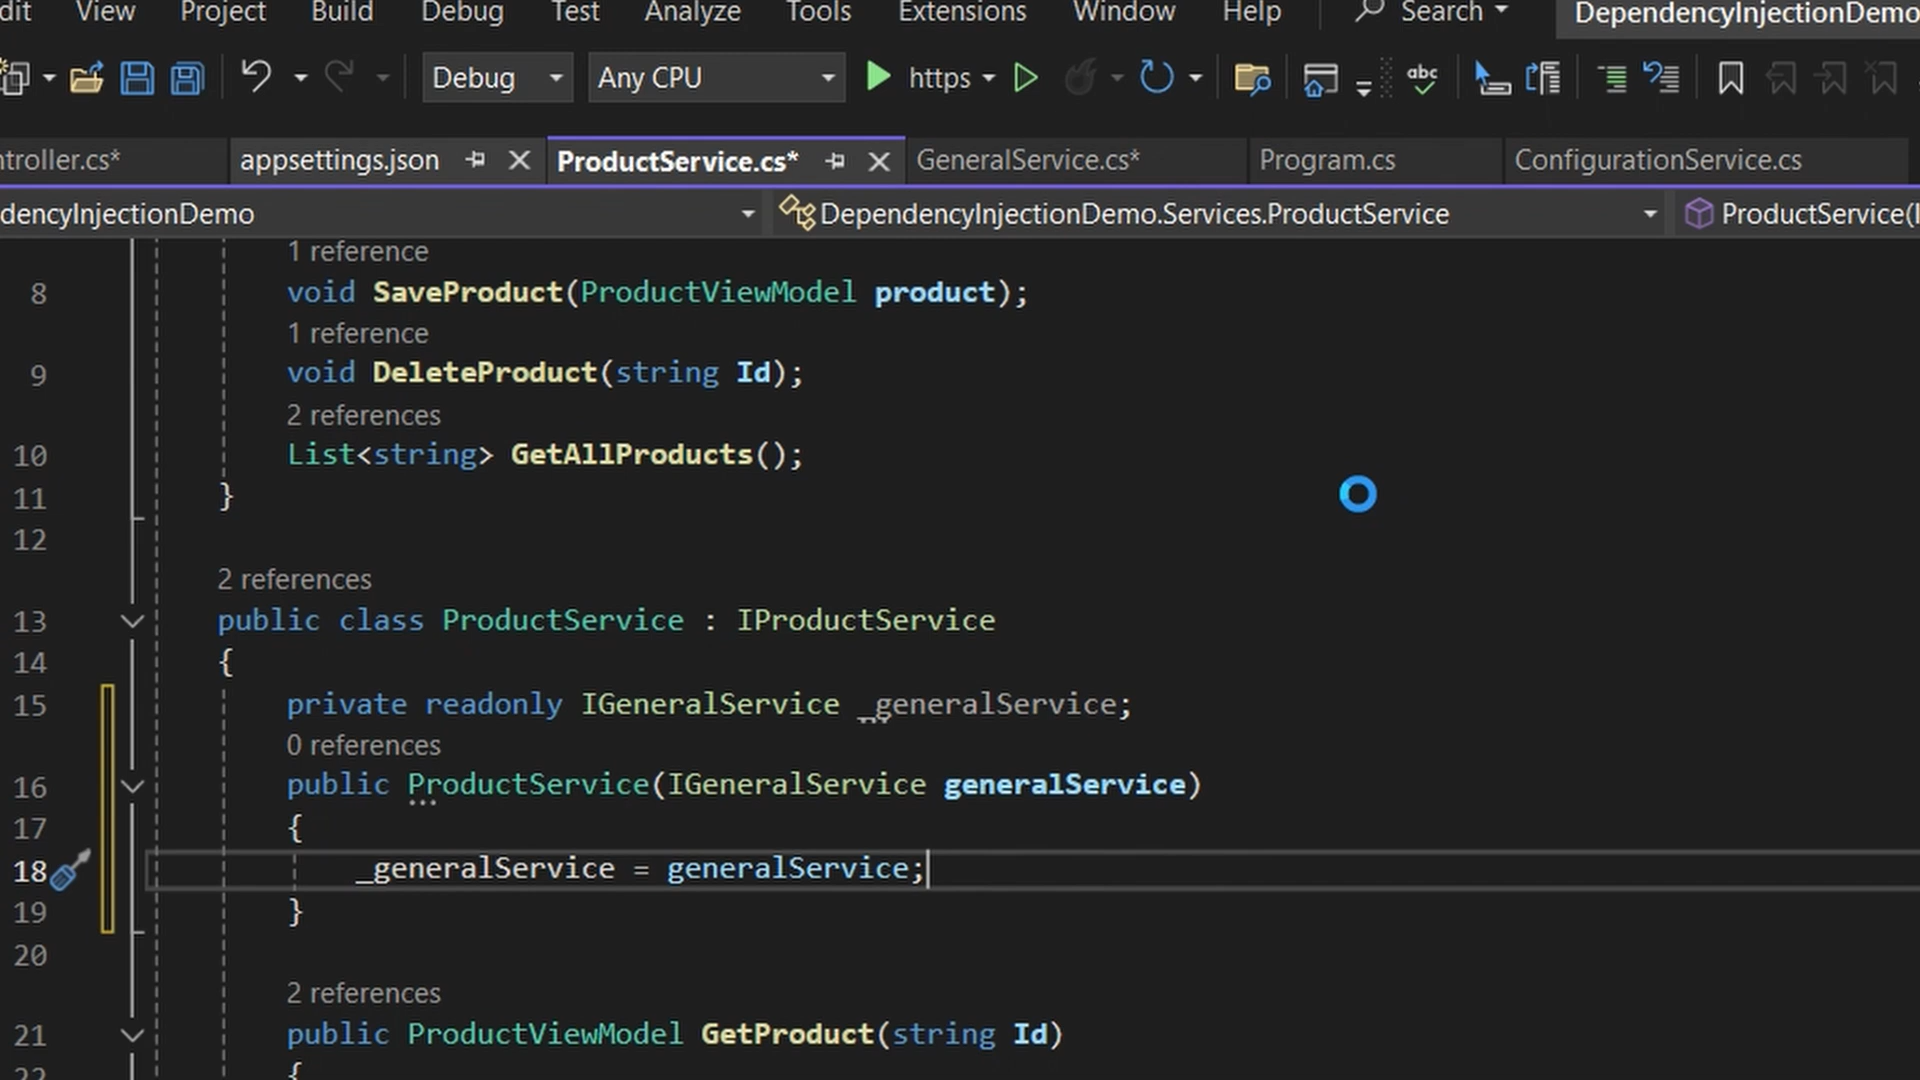 dit View Project Build Debug Test Analyze Tools Extensions Window Help Search DependencyInjectionDemo
Debug Any CPU https abc
ntroller.cs* appsettings.json ProductService.cs* GeneralService.cs* Program.cs ConfigurationService.cs
dencyInjectionDemo DependencyInjectionDemo.Services.ProductService ProductService(I
1 reference
8 void SaveProduct(ProductViewModel product);
1 reference
9 void DeleteProduct(string Id);
2 references
10 List<string> GetAllProducts();
11 }
12
2 references
13 public class ProductService : IProductService
14 {
15 private readonly IGeneralService _generalService;
0 references
16 public ProductService(IGeneralService generalService)
17 {
18 _generalService = generalService;
19 }
20
2 references
21 public ProductViewModel GetProduct(string Id)
22 {